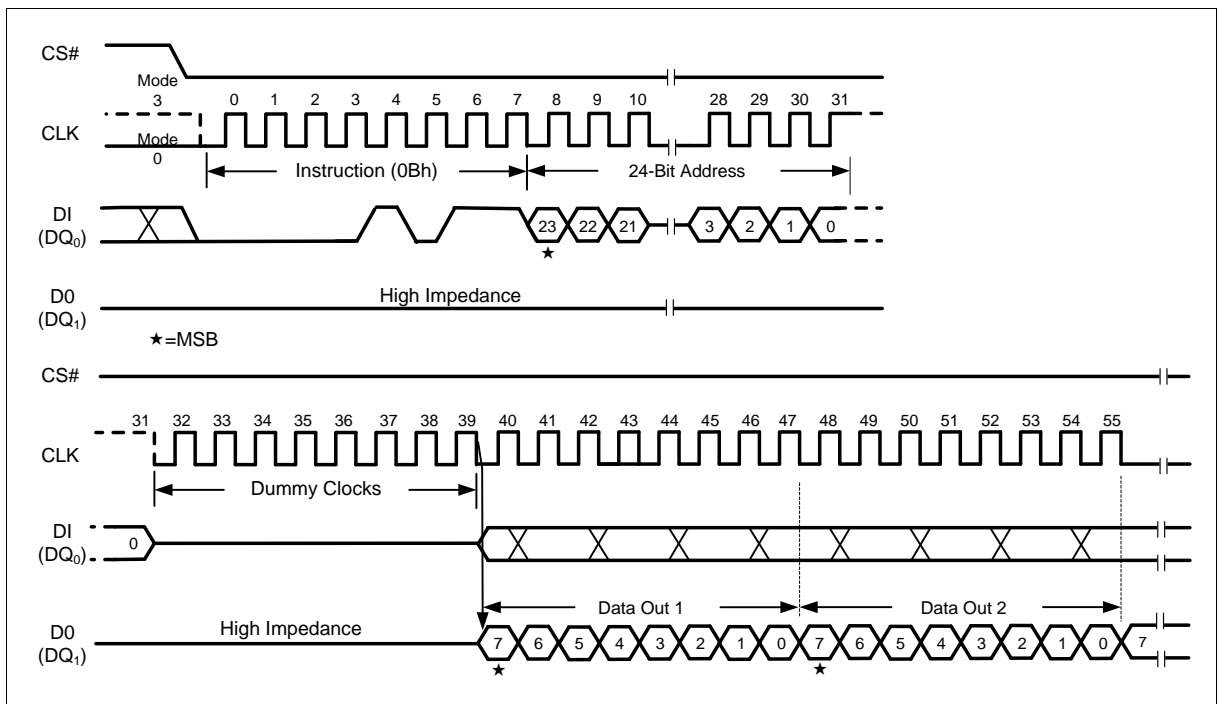 CS#
Mode
3
0 1 2 3 4 5 6 7 8 9 10 28 29 30 31
CLK
Mode
0
Instruction (0Bh) 24-Bit Address
DI
(DQ0)
23 22 21 3 2 1 0
★
D0
(DQ1)
High Impedance
★=MSB
CS#
31 32 33 34 35 36 37 38 39 40 41 42 43 44 45 46 47 48 49 50 51 52 53 54 55
CLK
Dummy Clocks
DI
(DQ0)
0
Data Out 1 Data Out 2
D0
(DQ1)
High Impedance
7 6 5 4 3 2 1 0 7 6 5 4 3 2 1 0 7
★ ★